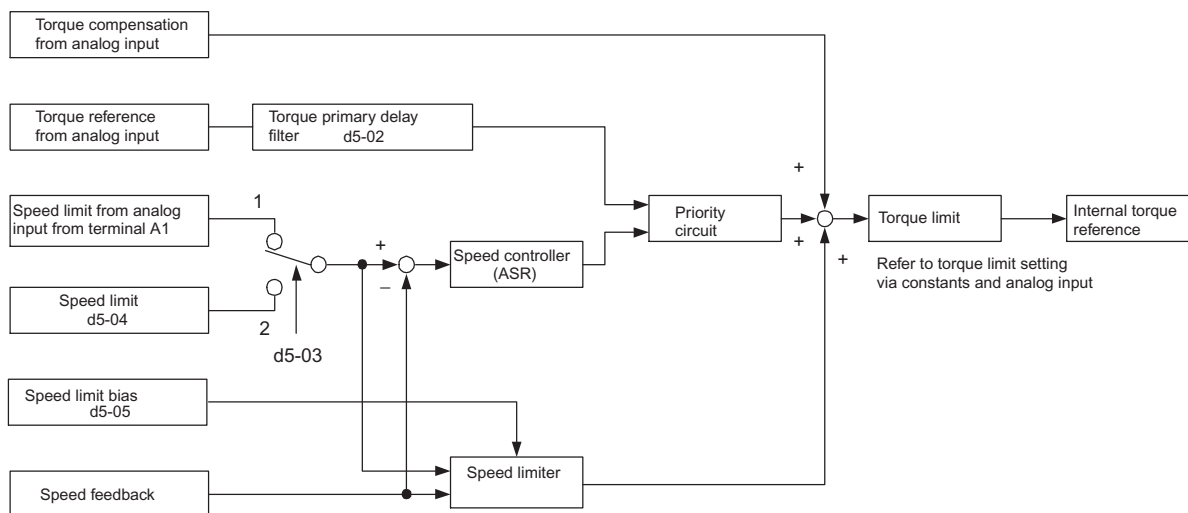 Torque compensation
from analog input
Torque reference
from analog input
Torque primary delay
filter d5-02
Speed limit from analog
input from terminal A1
1
Speed limit
d5-04
2
d5-03
+
−
Speed controller
(ASR)
Priority
circuit
+
+
+
Torque limit
Internal torque
reference
Refer to torque limit setting
via constants and analog input
Speed limit bias
d5-05
Speed feedback
Speed limiter